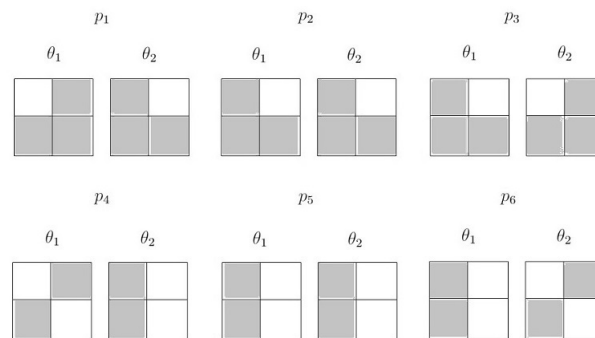 p₁ p₂ p₃
θ₁ θ₂ θ₁ θ₂ θ₁ θ₂
p₄ p₅ p₆
θ₁ θ₂ θ₁ θ₂ θ₁ θ₂